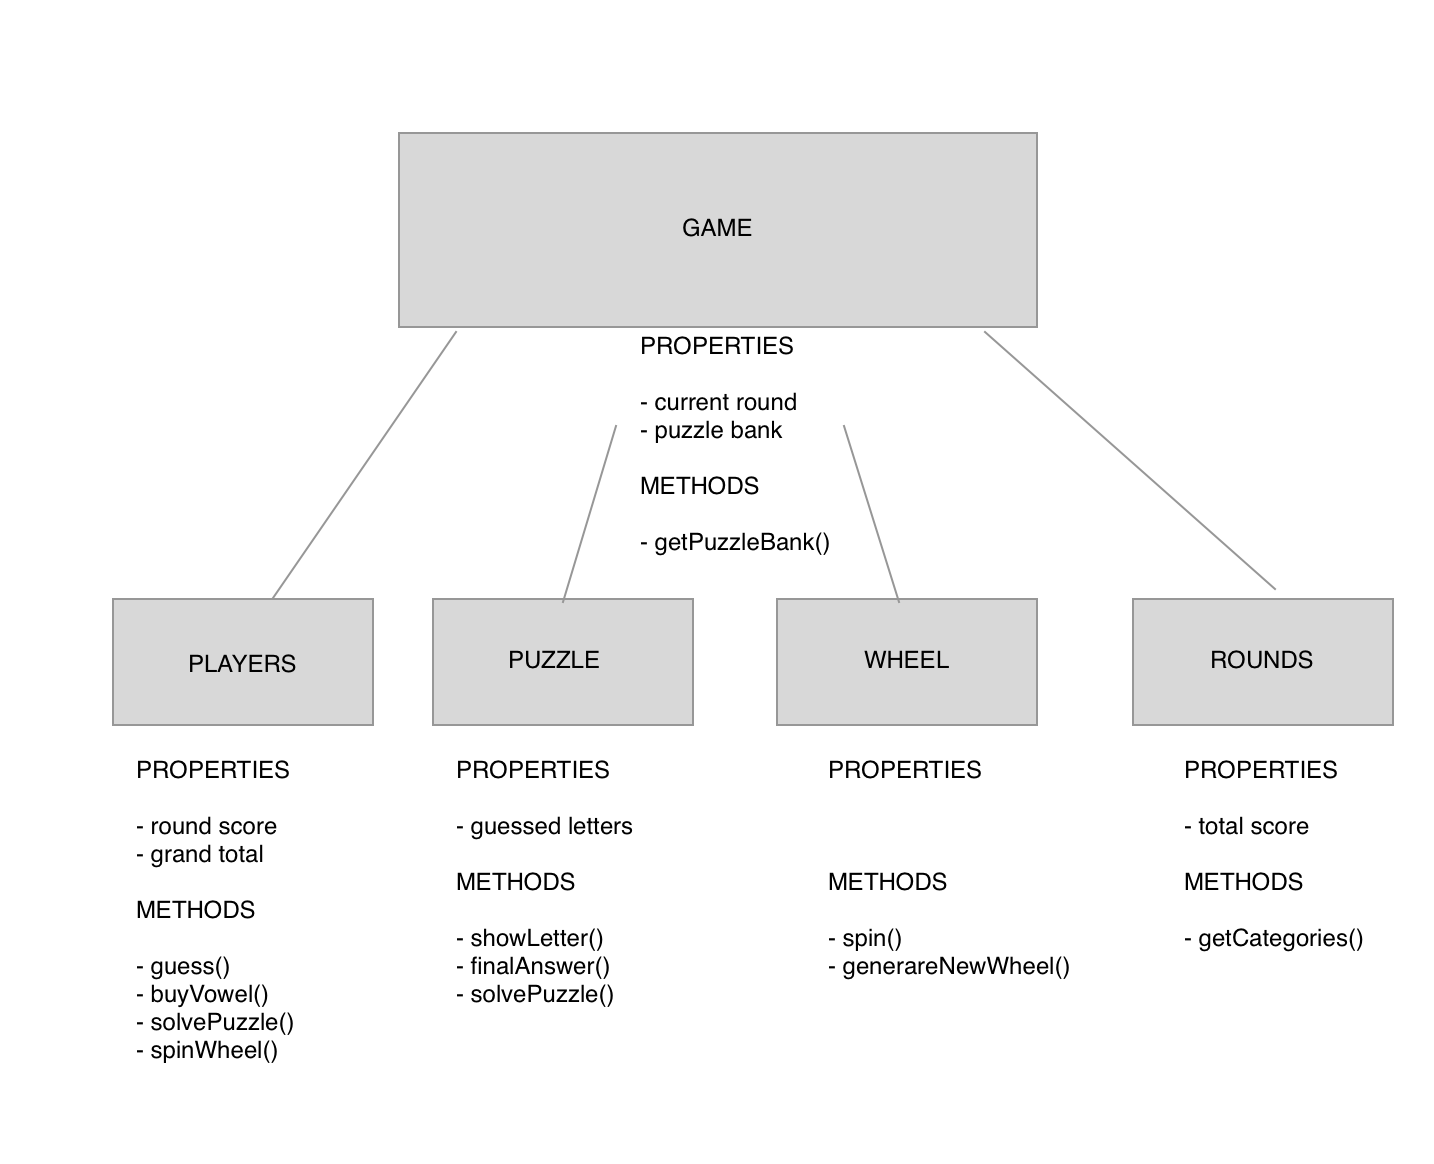 GAME
PROPERTIES
- current round
- puzzle bank
METHODS
- getPuzzleBank()
PLAYERS
PROPERTIES
- round score
- grand total
METHODS
- guess()
- buyVowel()
- solvePuzzle()
- spinWheel()
PUZZLE
PROPERTIES
- guessed letters
METHODS
- showLetter()
- finalAnswer()
- solvePuzzle()
WHEEL
PROPERTIES
METHODS
- spin()
- generareNewWheel()
ROUNDS
PROPERTIES
- total score
METHODS
- getCategories()